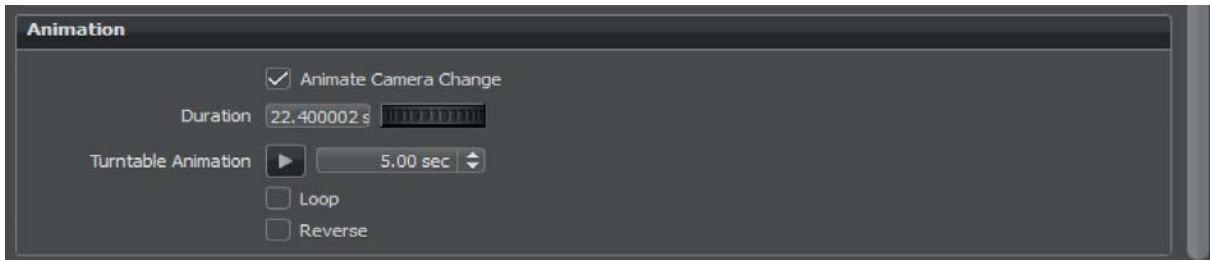 Animation
Animate Camera Change
Duration 22.400002 s
Turntable Animation 5.00 sec
Loop
Reverse